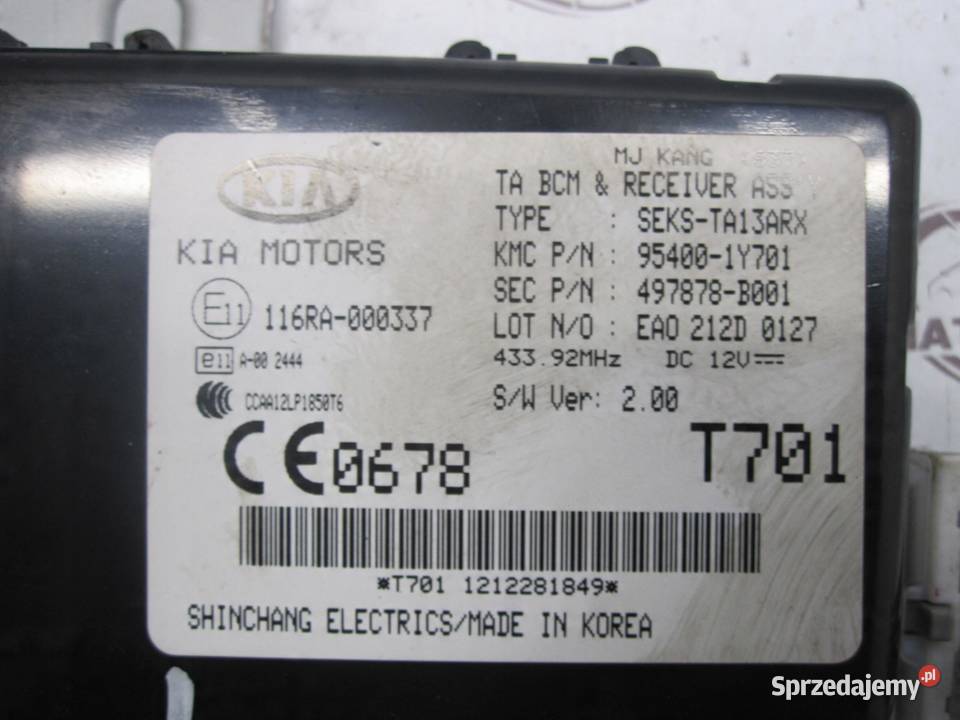 MJ KANG
KIA
KIA MOTORS
TA BCM & RECEIVER ASS
TYPE : SEKS-TA13ARX
KMC P/N : 95400-1Y701
SEC P/N : 497878-B001
E11 116RA-000337
LOT N/O : EAO 212D 0127
e11 A-00 2444
433.92MHz DC 12V
CCAA12LP1850T6
S/W Ver: 2.00
CE0678
T701
*T701 1212281849*
SHINCHANG ELECTRICS/MADE IN KOREA
Sprzedajemy.pl